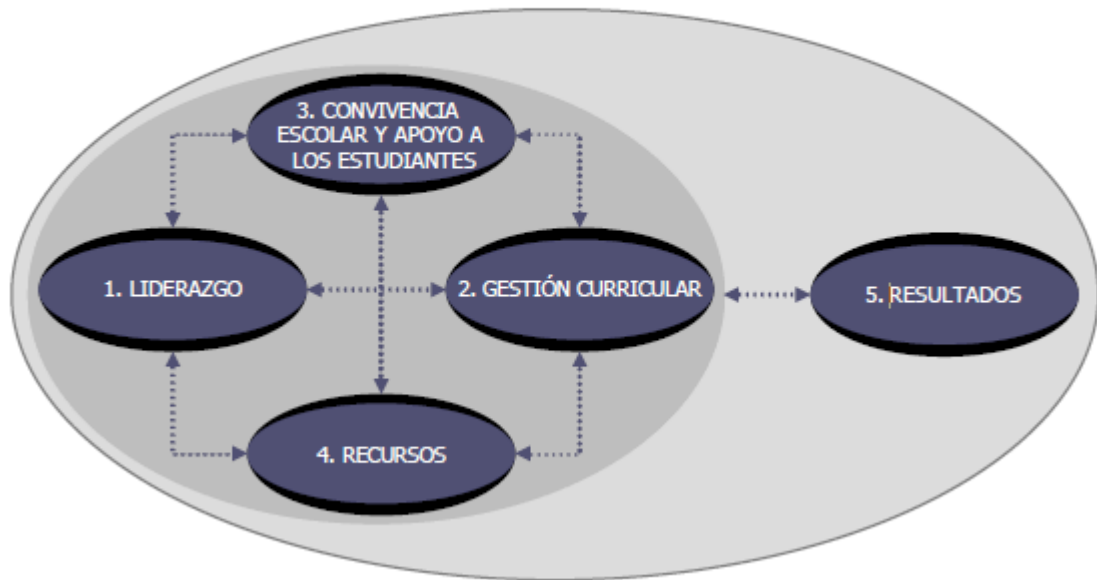 3. CONVIVENCIA
ESCOLAR Y APOYO A
LOS ESTUDIANTES
1. LIDERAZGO
2. GESTIÓN CURRICULAR
5. RESULTADOS
4. RECURSOS